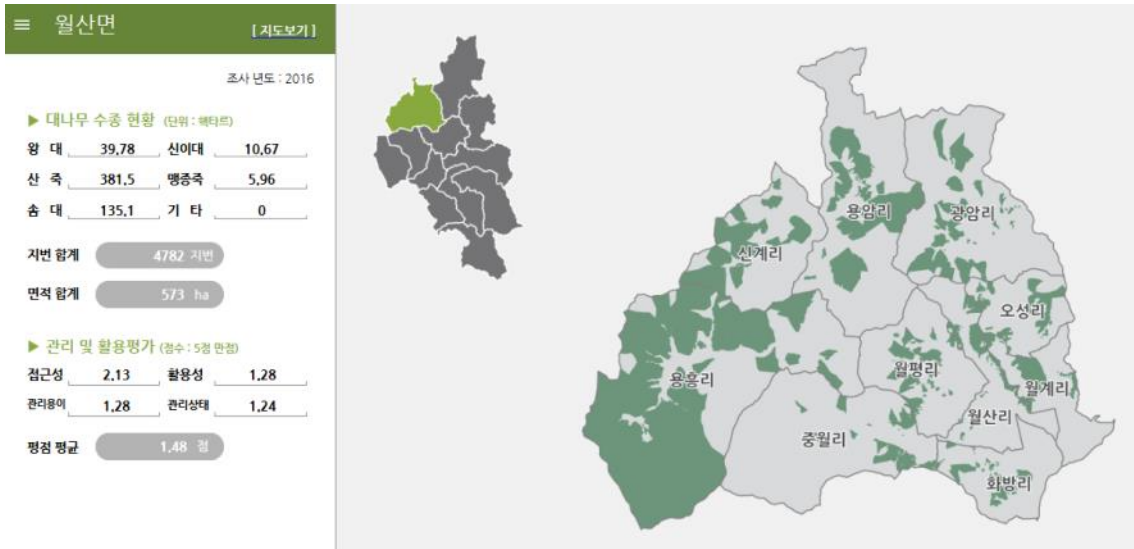 ≡ 월산면 [ 지도보기 ]
조사 년도 : 2016
▶ 대나무 수종 현황 (단위 : 헥타르)
왕 대 39,78 신이대 10,67
산 죽 381,5 맹종죽 5,96
솜 대 135,1 기 타 0
지번 합계 4782 지번
면적 합계 573 ha
▶ 관리 및 활용평가 (점수 : 5점 만점)
접근성 2,13 활용성 1,28
관리용이 1,28 관리상태 1,24
평점 평균 1,48 점
용암리
광암리
신계리
오성리
월평리
용흥리
월계리
월산리
중월리
화방리